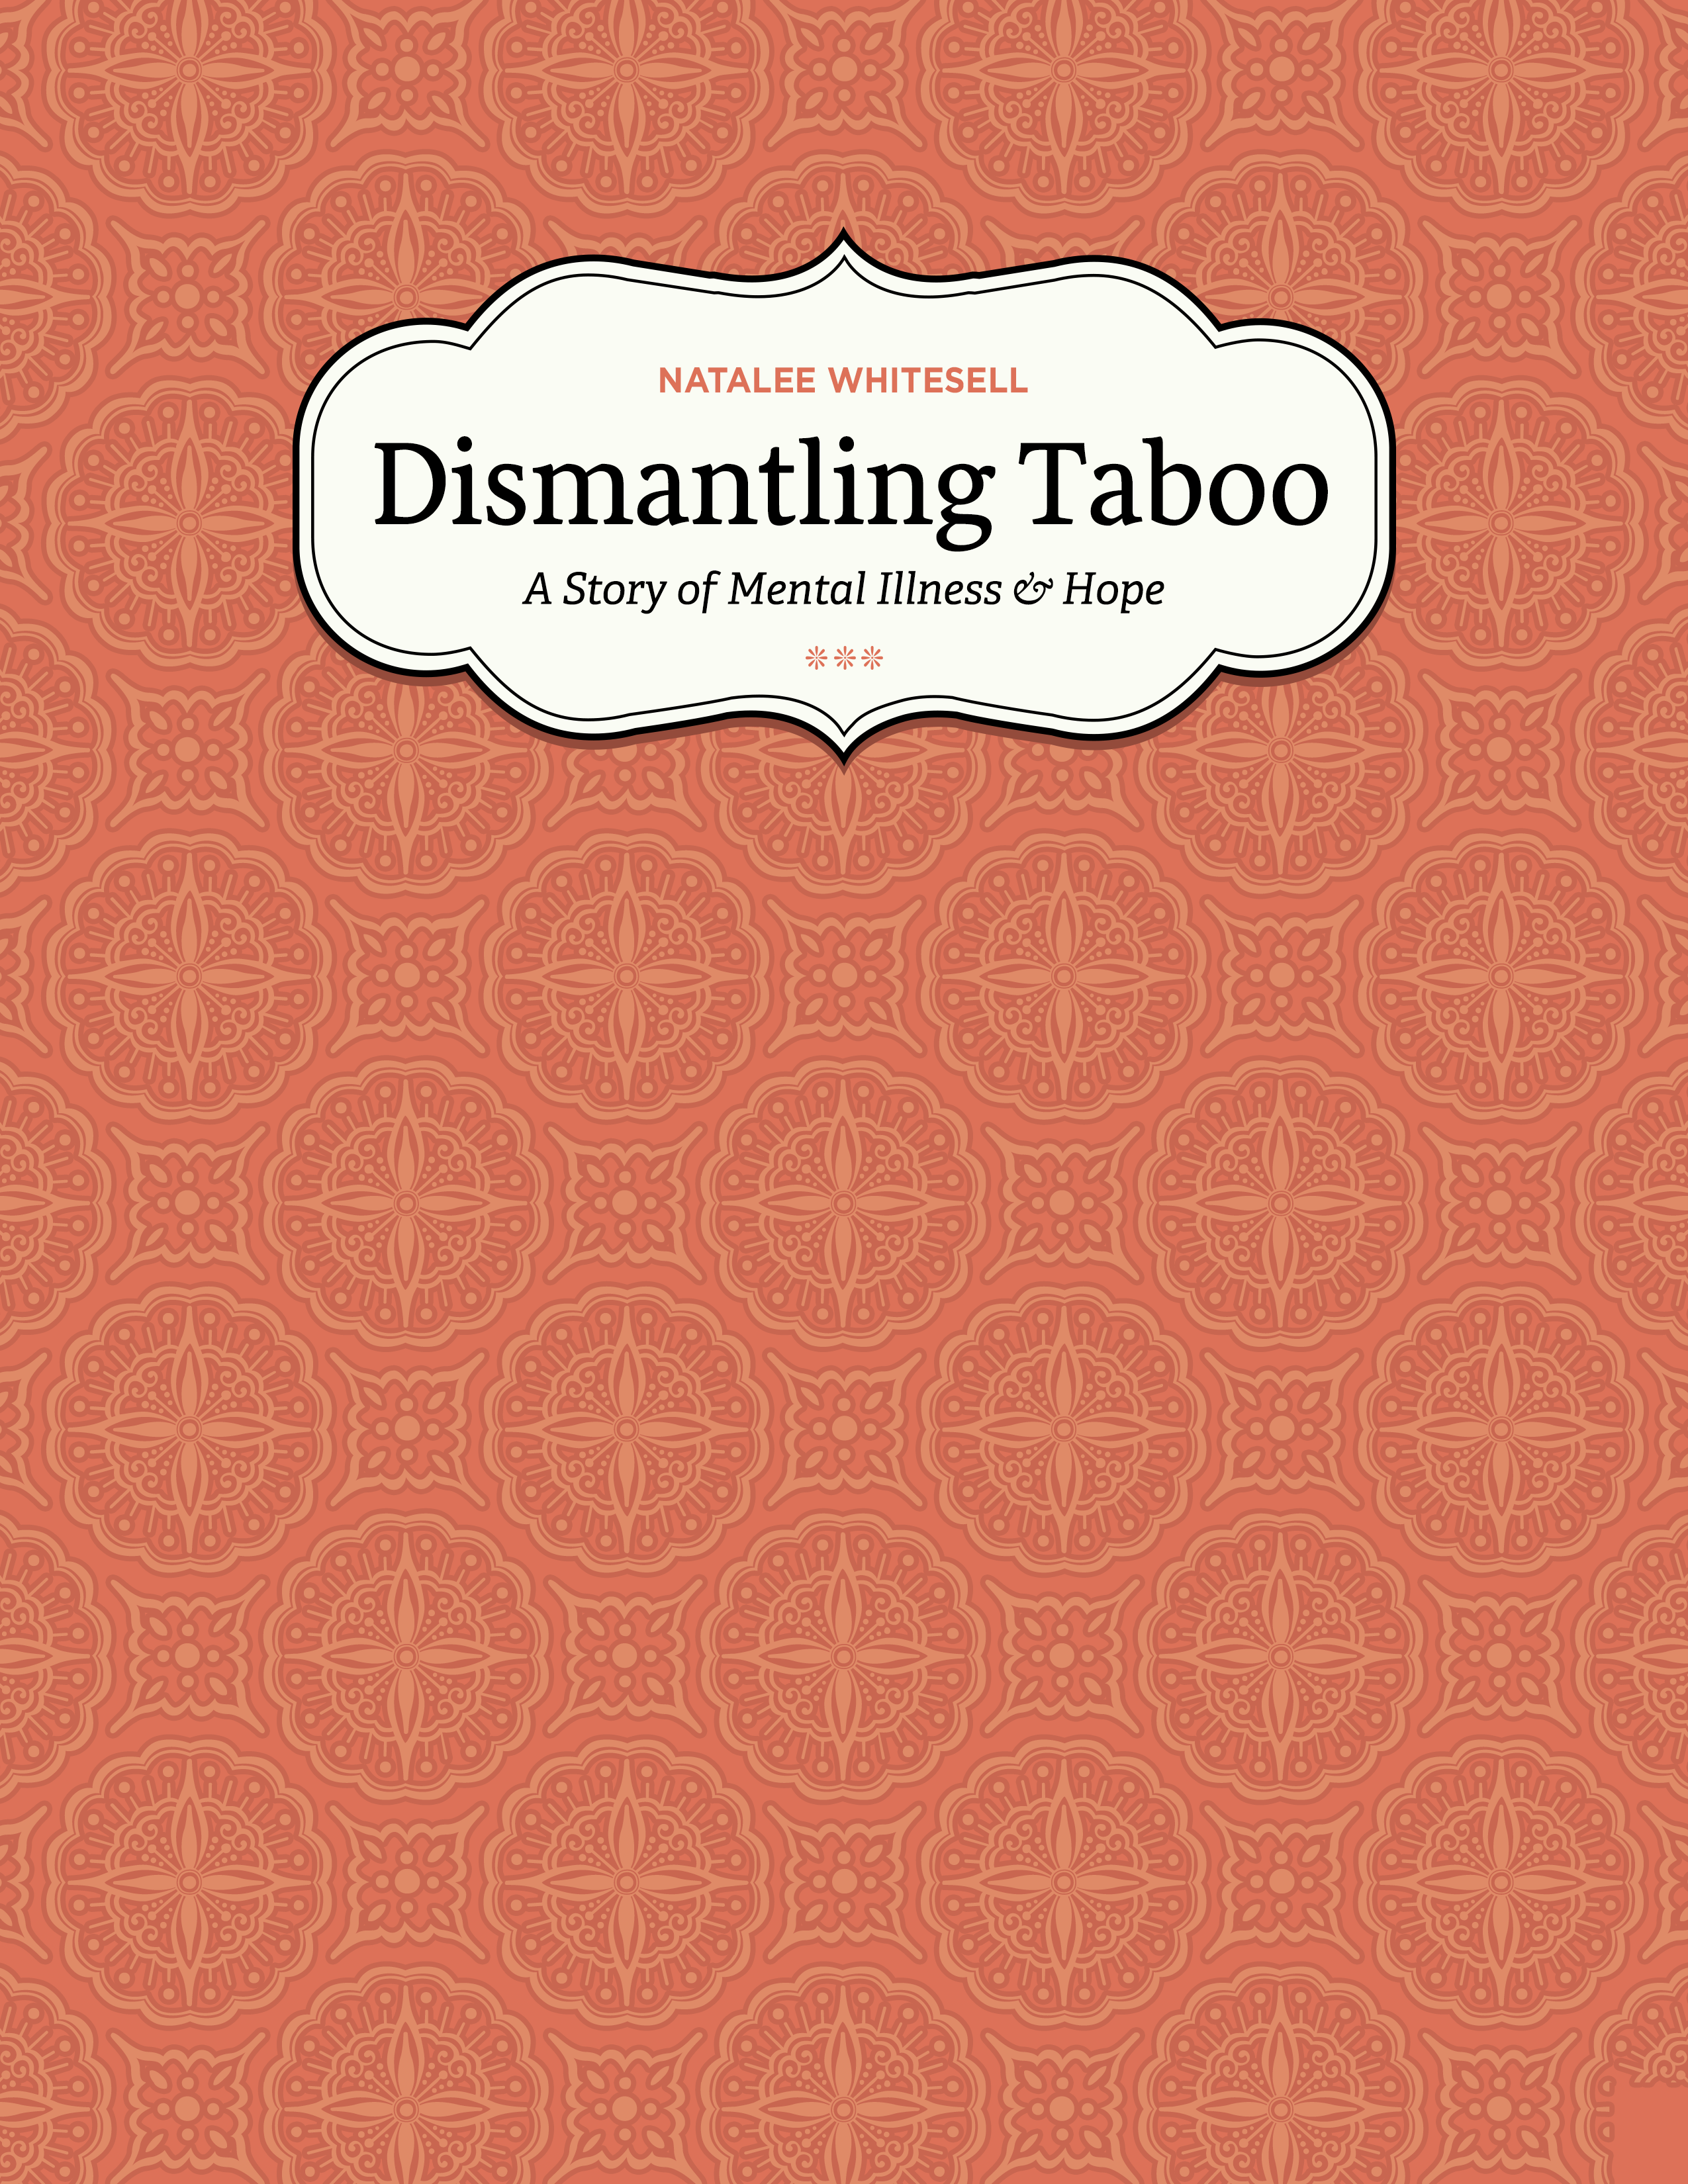 NATALEE WHITESELL
Dismantling Taboo
A Story of Mental Illness & Hope